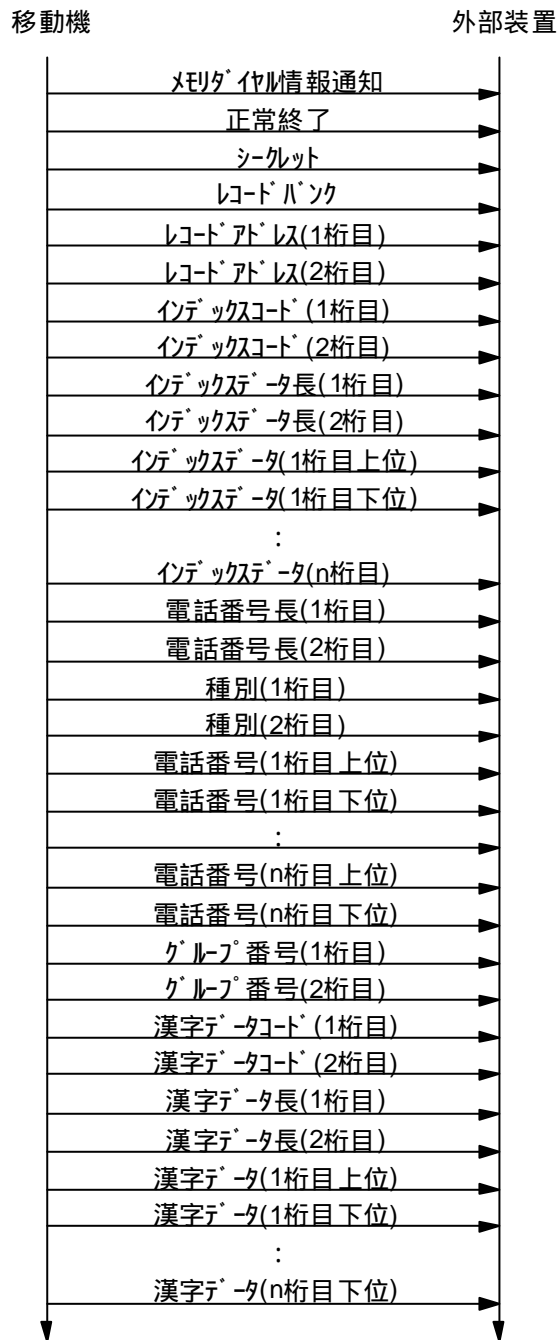 移動機
外部装置
ﾒﾓﾘﾀﾞｲﾔﾙ情報通知
正常終了
ｼｰｸﾚｯﾄ
ﾚｺｰﾄﾞﾊﾞﾝｸ
ﾚｺｰﾄﾞｱﾄﾞﾚｽ(1桁目)
ﾚｺｰﾄﾞｱﾄﾞﾚｽ(2桁目)
ｲﾝﾃﾞｯｸｽｺｰﾄﾞ(1桁目)
ｲﾝﾃﾞｯｸｽｺｰﾄﾞ(2桁目)
ｲﾝﾃﾞｯｸｽﾃﾞｰﾀ長(1桁目)
ｲﾝﾃﾞｯｸｽﾃﾞｰﾀ長(2桁目)
ｲﾝﾃﾞｯｸｽﾃﾞｰﾀ(1桁目上位)
ｲﾝﾃﾞｯｸｽﾃﾞｰﾀ(1桁目下位)
:
ｲﾝﾃﾞｯｸｽﾃﾞｰﾀ(n桁目)
電話番号長(1桁目)
電話番号長(2桁目)
種別(1桁目)
種別(2桁目)
電話番号(1桁目上位)
電話番号(1桁目下位)
:
電話番号(n桁目上位)
電話番号(n桁目下位)
ｸﾞﾙｰﾌﾟ番号(1桁目)
ｸﾞﾙｰﾌﾟ番号(2桁目)
漢字ﾃﾞｰﾀｺｰﾄﾞ(1桁目)
漢字ﾃﾞｰﾀｺｰﾄﾞ(2桁目)
漢字ﾃﾞｰﾀ長(1桁目)
漢字ﾃﾞｰﾀ長(2桁目)
漢字ﾃﾞｰﾀ(1桁目上位)
漢字ﾃﾞｰﾀ(1桁目下位)
:
漢字ﾃﾞｰﾀ(n桁目下位)